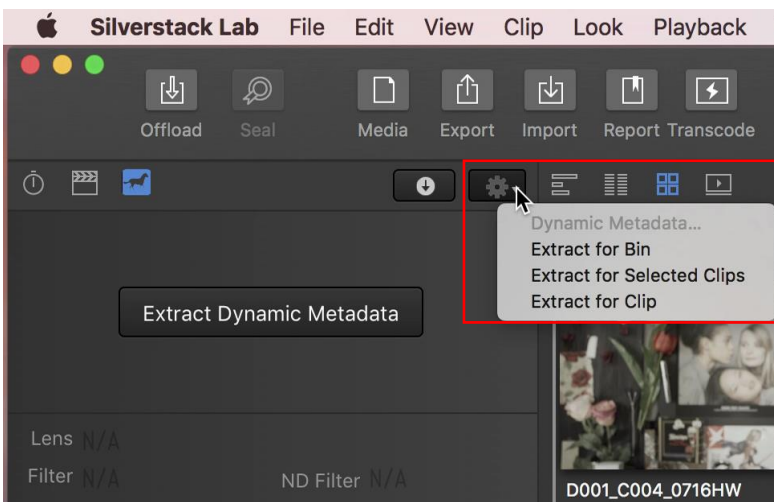 Silverstack Lab File Edit View Clip Look Playback
Offload Seal Media Export Import Report Transcode
Dynamic Metadata...
Extract for Bin
Extract for Selected Clips
Extract for Clip
Extract Dynamic Metadata
Lens N/A
Filter N/A ND Filter N/A
D001_C004_0716HW